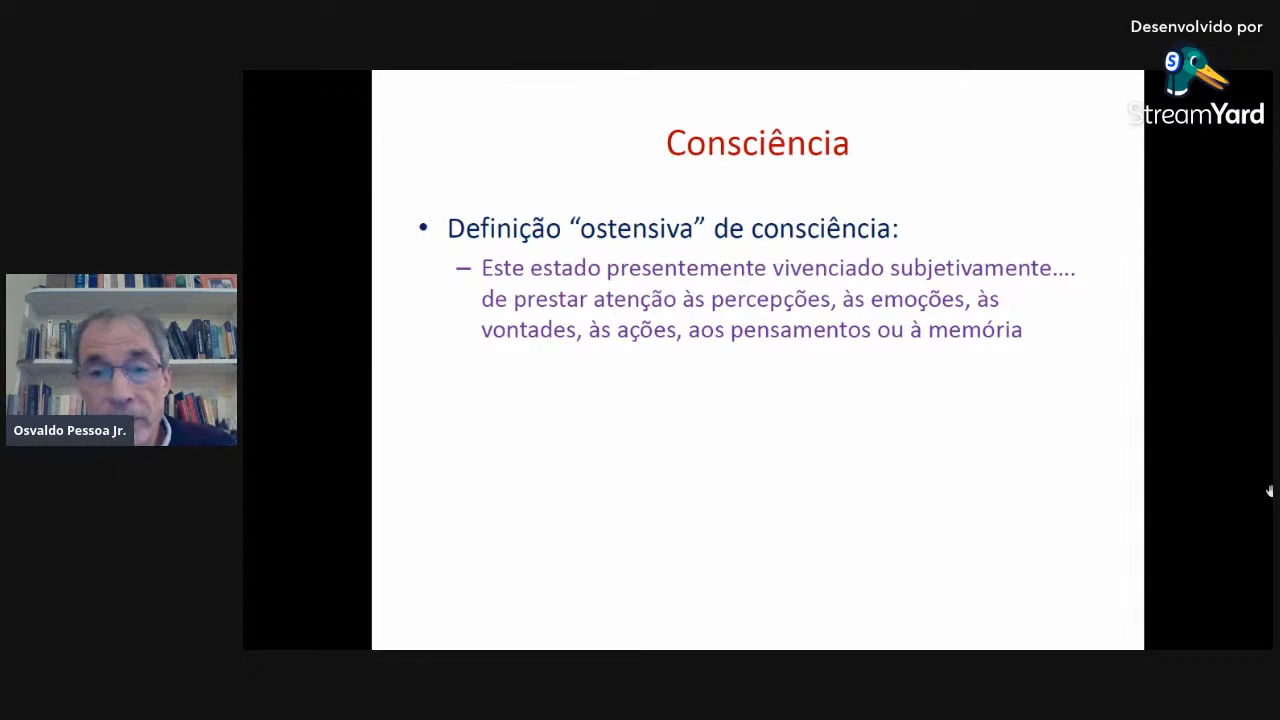 Desenvolvido por
StreamYard
Consciência
• Definição “ostensiva” de consciência:
– Este estado presentemente vivenciado subjetivamente....
de prestar atenção às percepções, às emoções, às
vontades, às ações, aos pensamentos ou à memória
Osvaldo Pessoa Jr.